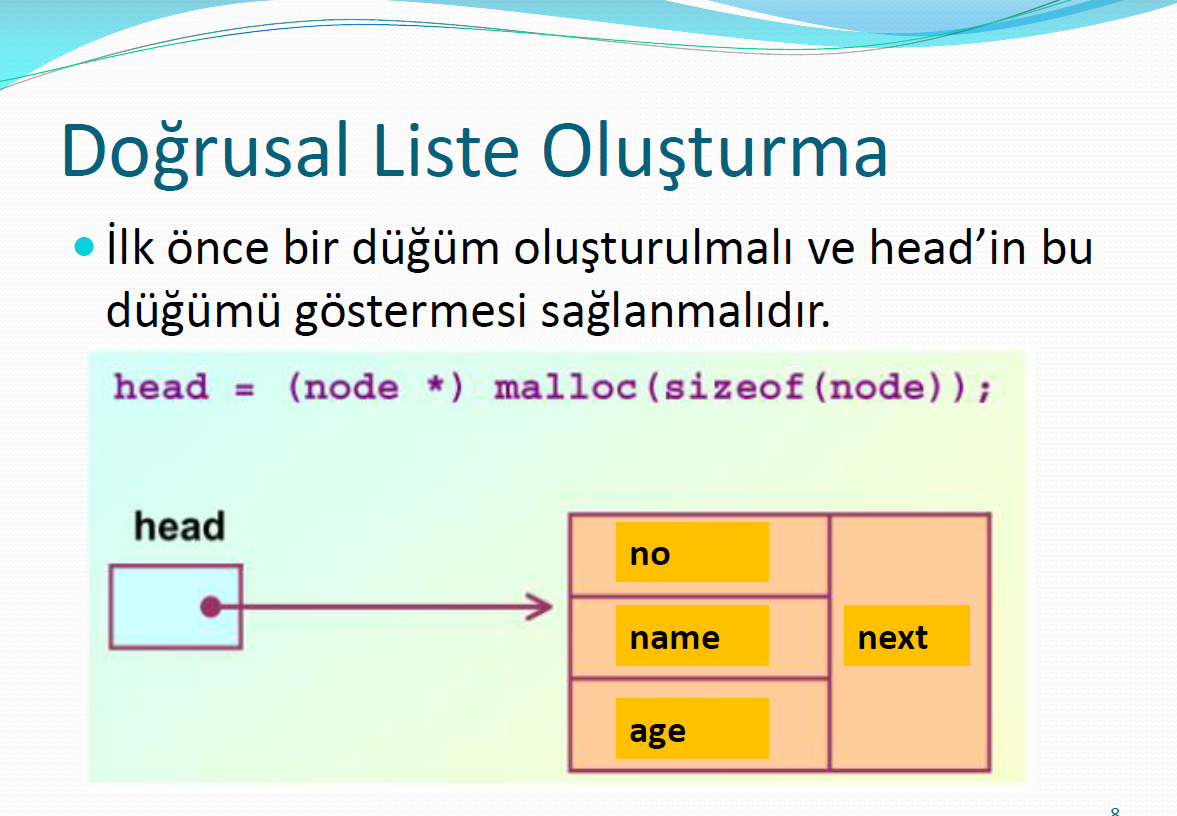 Doğrusal Liste Oluşturma
İlk önce bir düğüm oluşturulmalı ve head’in bu
düğümü göstermesi sağlanmalıdır.
head = (node *) malloc(sizeof(node));
head
no
name
next
age
8